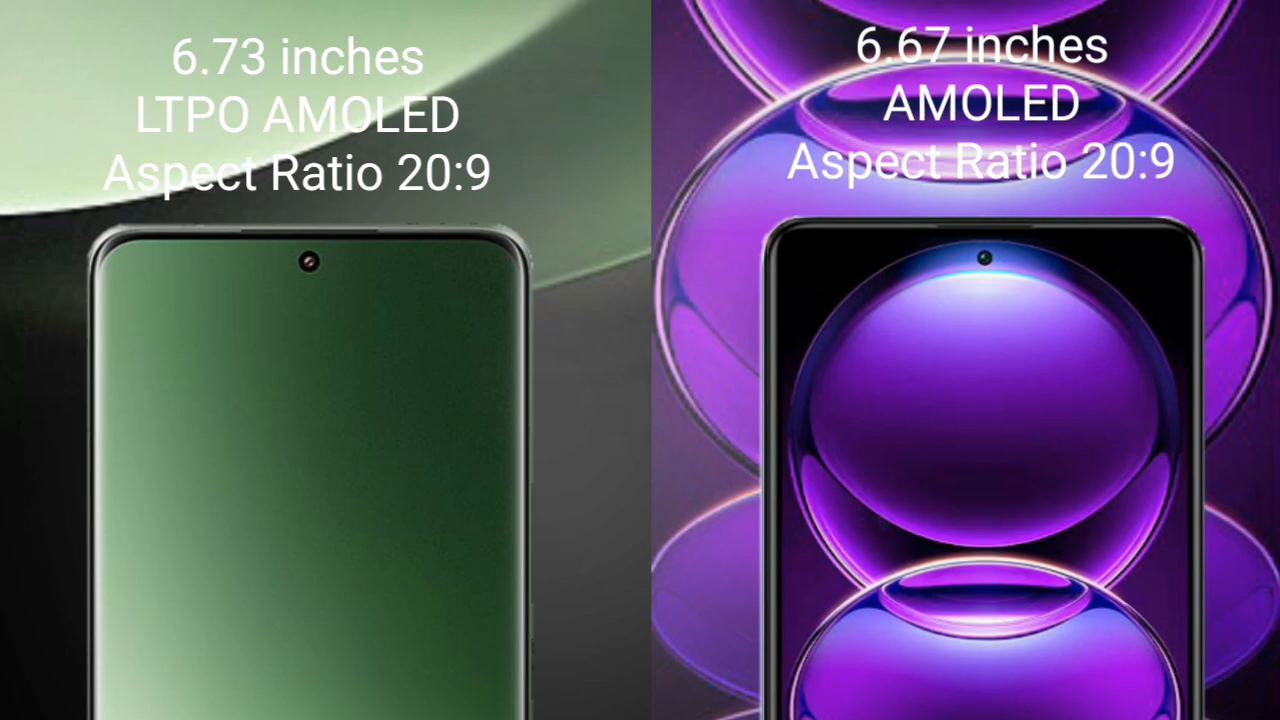 6.73 inches
LTPO AMOLED
Aspect Ratio 20:9
6.67 inches
AMOLED
Aspect Ratio 20:9